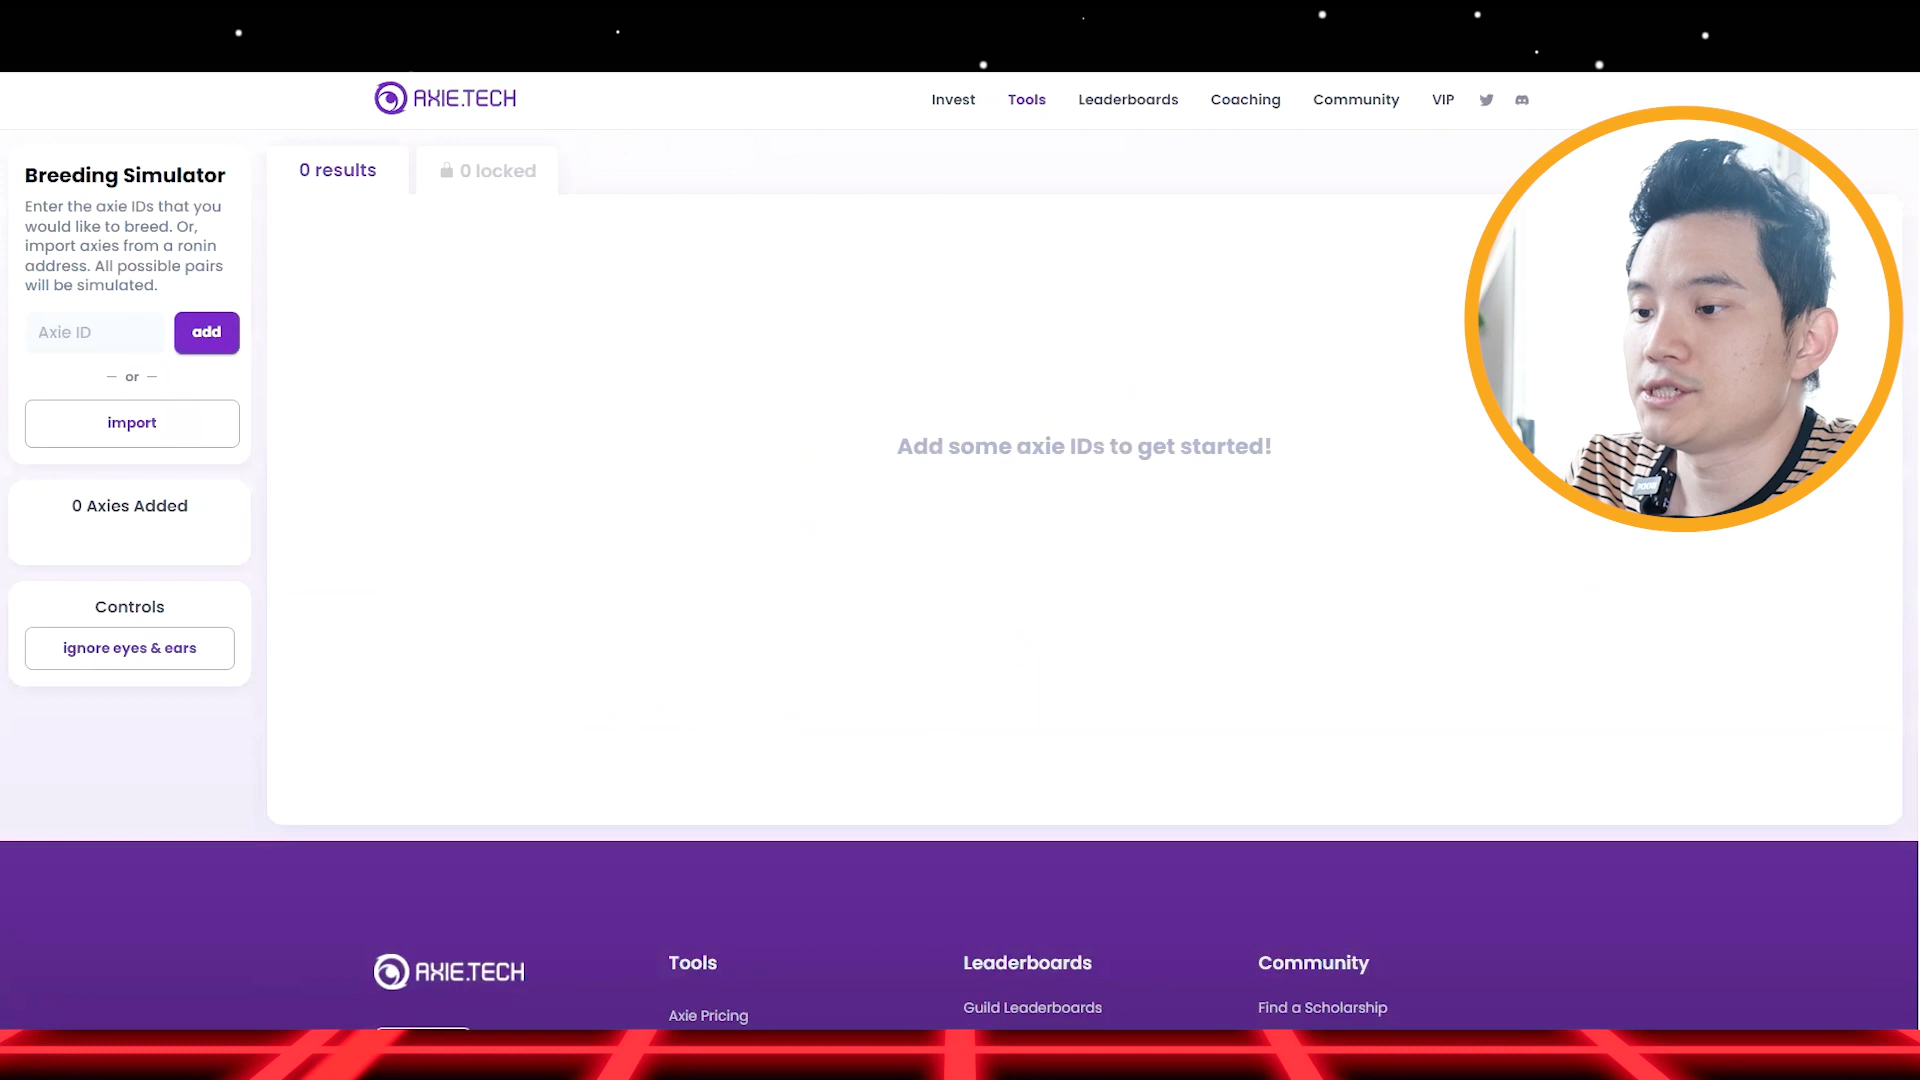 AXIE.TECH
Invest
Tools
Leaderboards
Coaching
Community
VIP
Breeding Simulator
Enter the axie IDs that you
would like to breed. Or,
import axies from a ronin
address. All possible pairs
will be simulated.
Axie ID
add
— or —
import
0 Axies Added
Controls
ignore eyes & ears
0 results
0 locked
Add some axie IDs to get started!
AXIE.TECH
Tools
Axie Pricing
Leaderboards
Guild Leaderboards
Community
Find a Scholarship